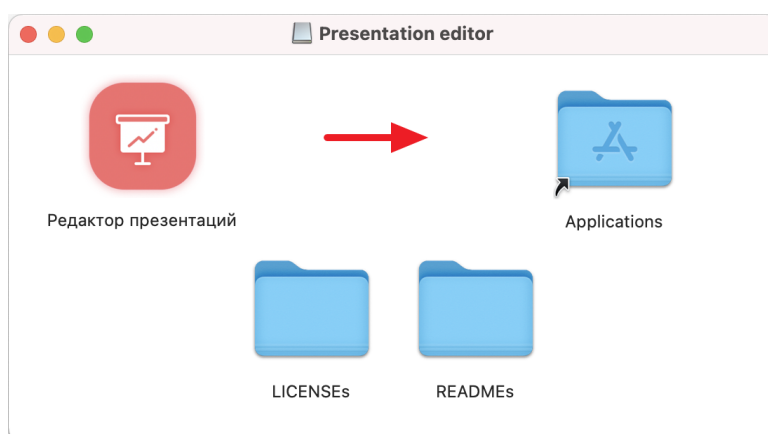 Presentation editor
Редактор презентаций
Applications
LICENSEs
READMEs